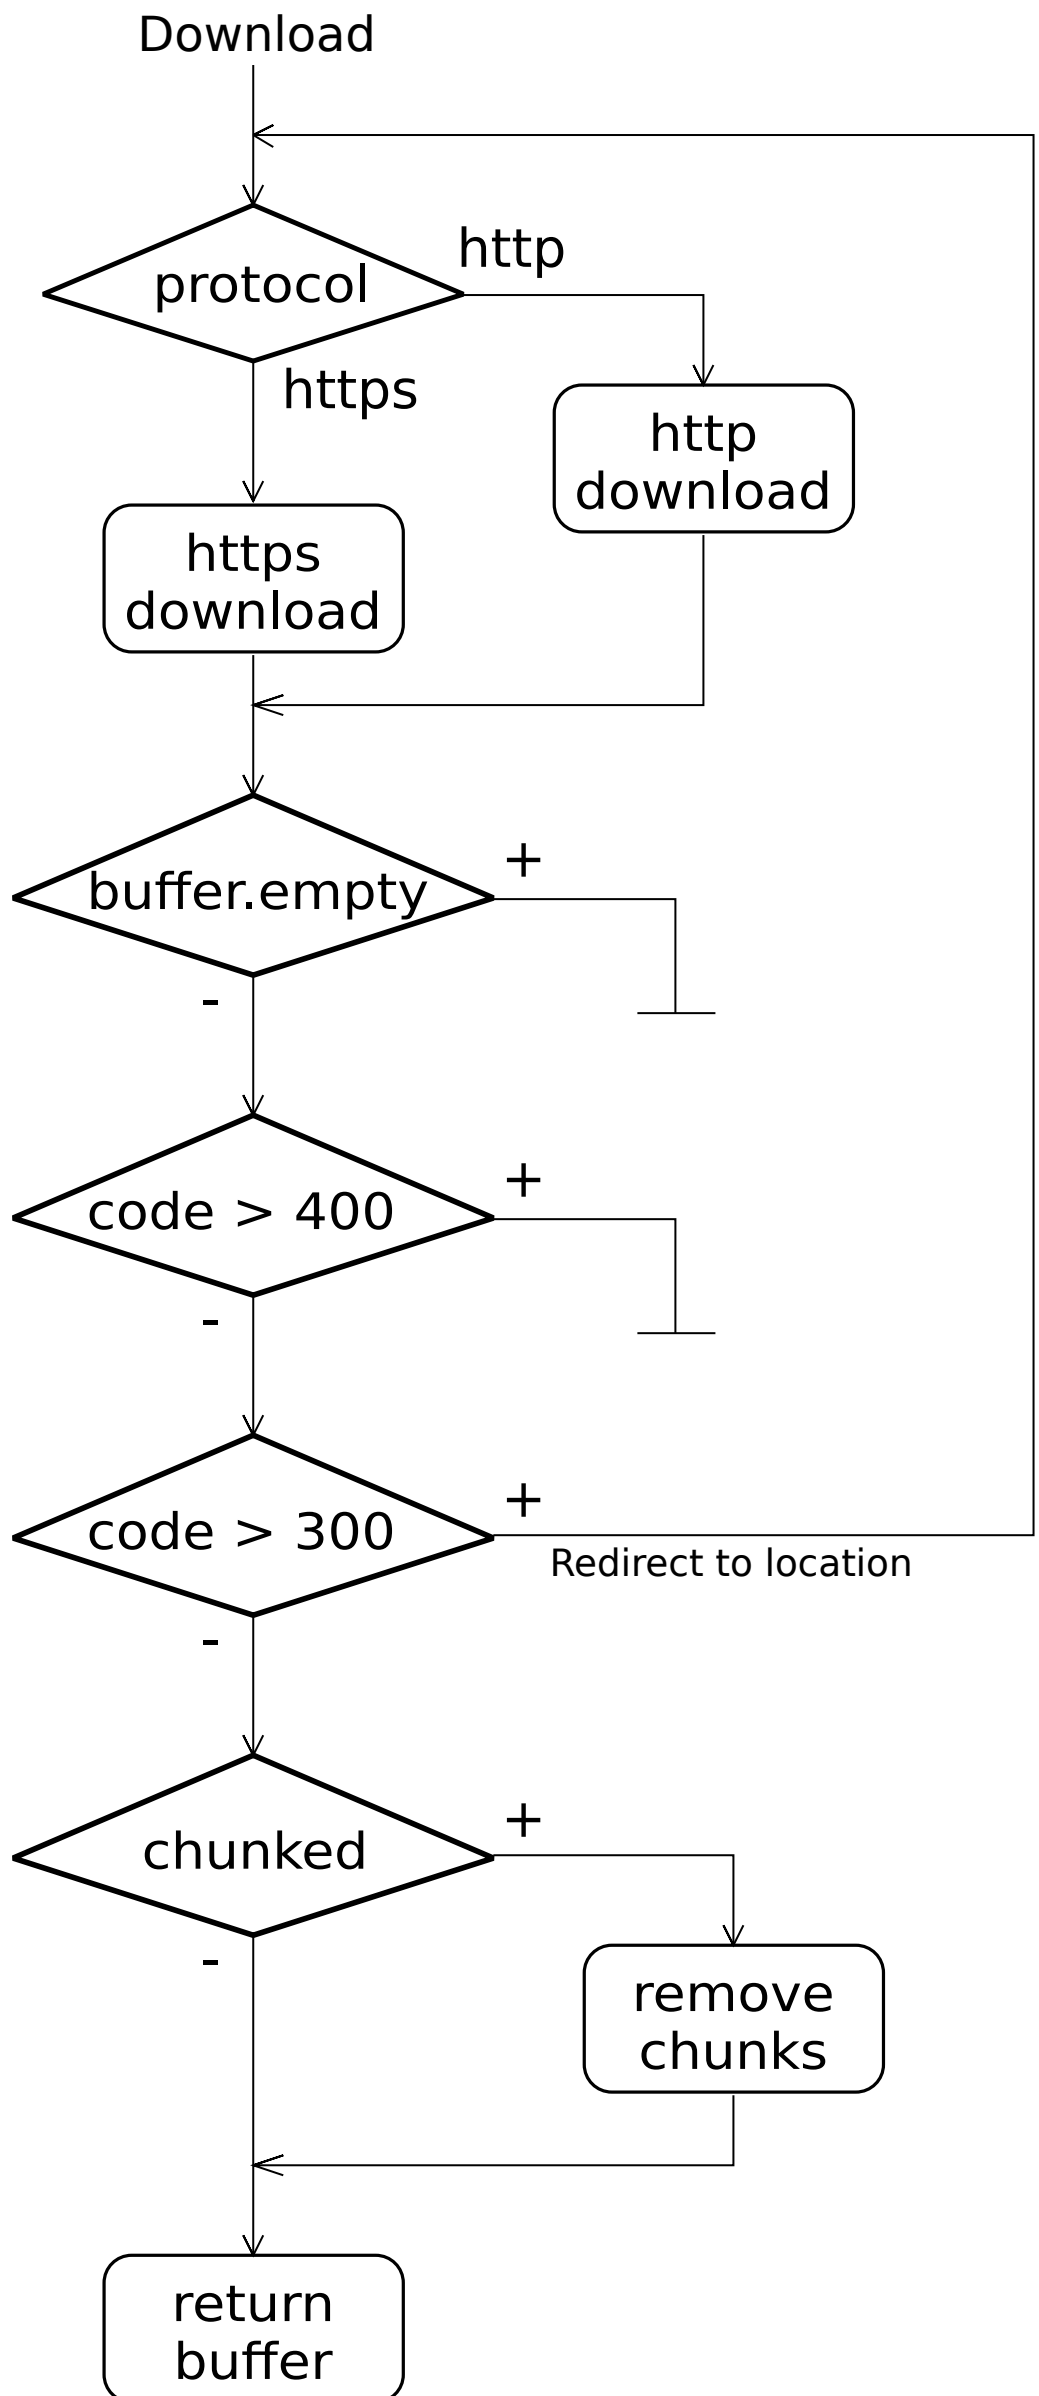 Download
protocol
http
https
http
download
https
download
buffer.empty
+
-
code > 400
+
-
code > 300
+
Redirect to location
-
chunked
+
-
remove
chunks
return
buffer